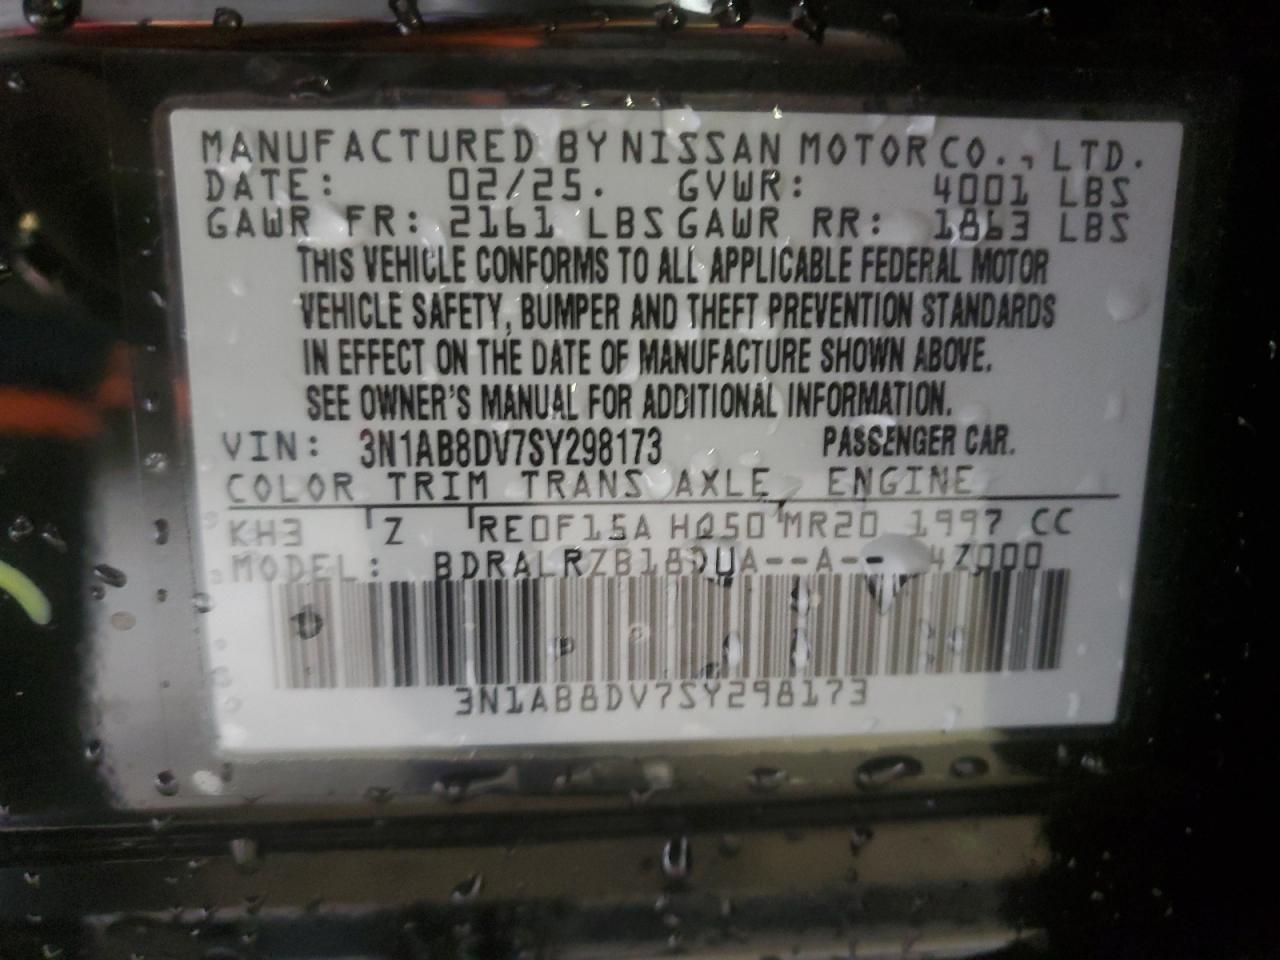 MANUFACTURED BY NISSAN MOTOR CO., LTD.
DATE: 02/25. GVWR: 4001 LBS
GAWR FR: 2161 LBS GAWR RR: 1863 LBS
THIS VEHICLE CONFORMS TO ALL APPLICABLE FEDERAL MOTOR
VEHICLE SAFETY, BUMPER AND THEFT PREVENTION STANDARDS
IN EFFECT ON THE DATE OF MANUFACTURE SHOWN ABOVE.
SEE OWNER'S MANUAL FOR ADDITIONAL INFORMATION.
VIN: 3N1AB8DV7SY298173 PASSENGER CAR.
COLOR TRIM TRANS AXLE ENGINE
KH3 Z RE0F15A HQ50 MR20 1997 CC
MODEL: BDRALRZB18DUA--A-- 4Z000
3N1AB8DV7SY298173